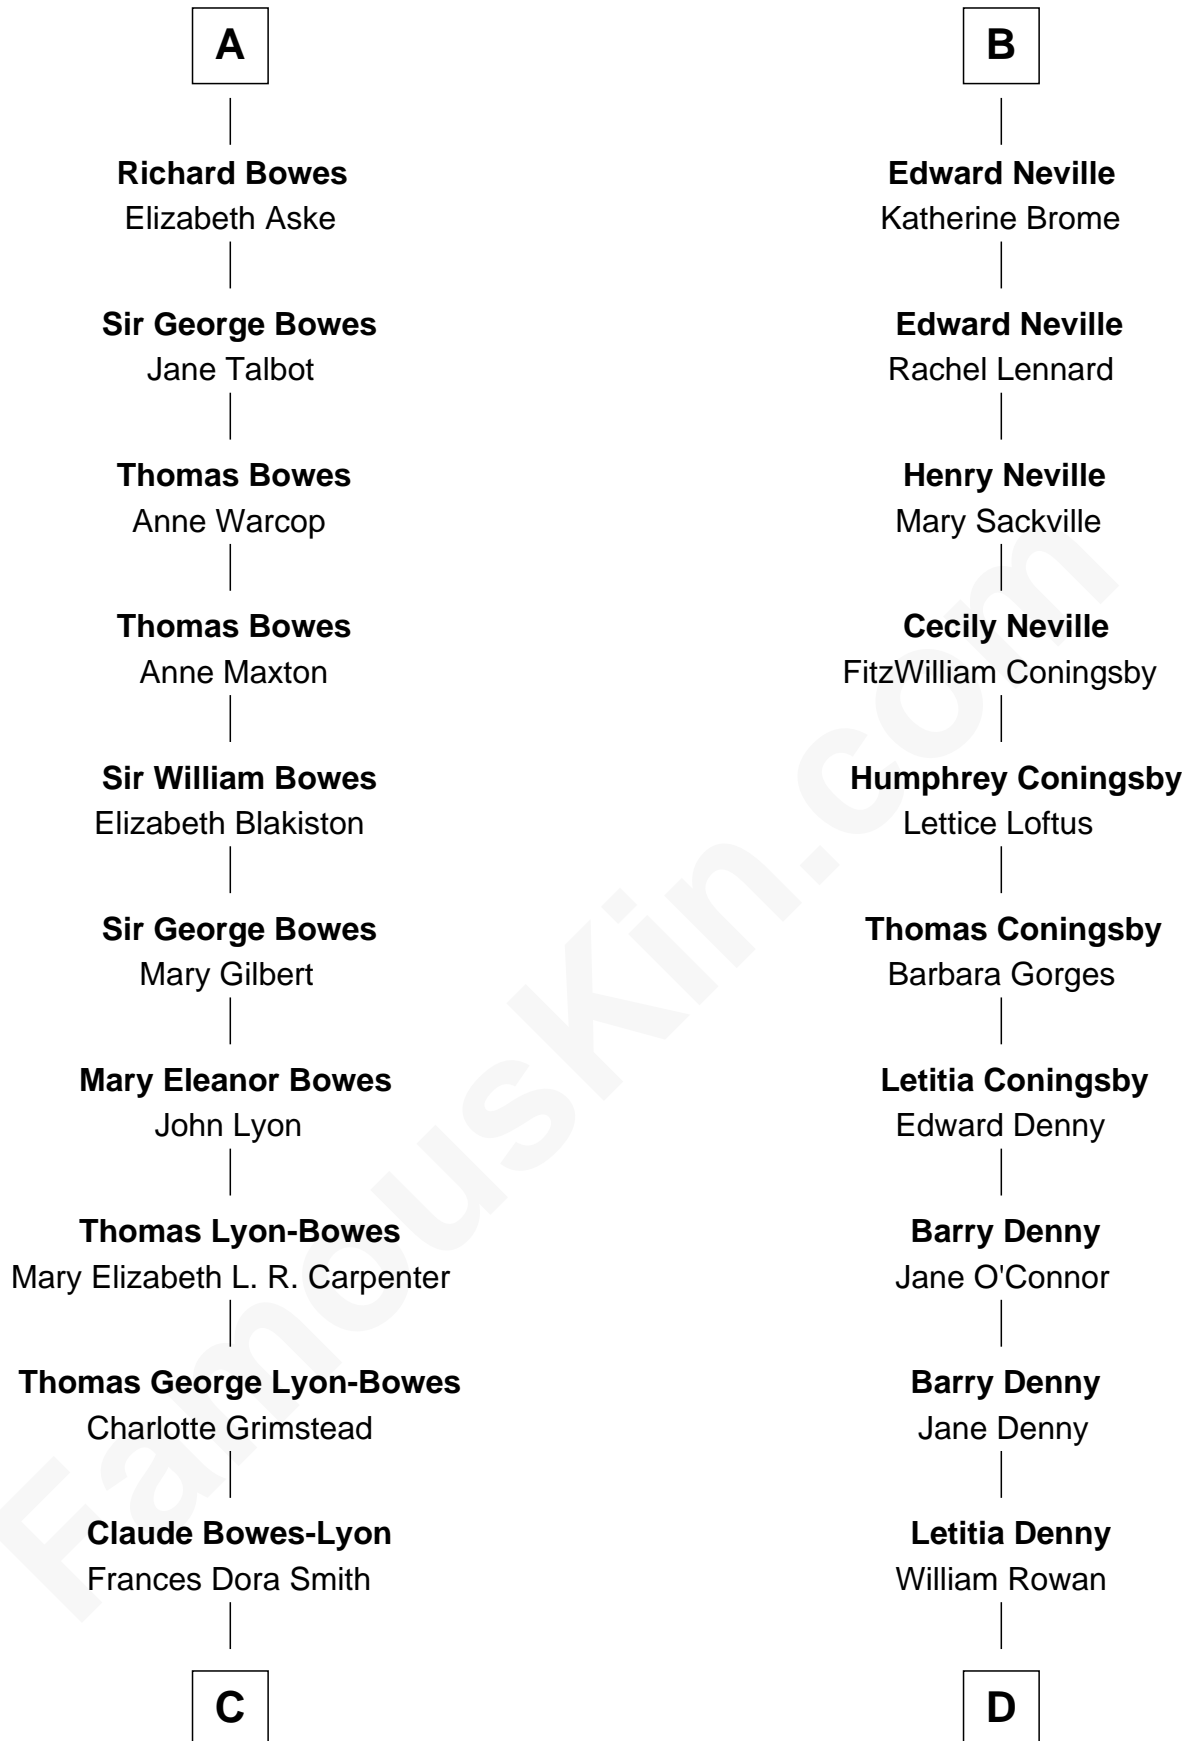 A
Richard Bowes
Elizabeth Aske
Sir George Bowes
Jane Talbot
Thomas Bowes
Anne Warcop
Thomas Bowes
Anne Maxton
Sir William Bowes
Elizabeth Blakiston
Sir George Bowes
Mary Gilbert
Mary Eleanor Bowes
John Lyon
Thomas Lyon-Bowes
Mary Elizabeth L. R. Carpenter
Thomas George Lyon-Bowes
Charlotte Grimstead
Claude Bowes-Lyon
Frances Dora Smith
C
B
Edward Neville
Katherine Brome
Edward Neville
Rachel Lennard
Henry Neville
Mary Sackville
Cecily Neville
FitzWilliam Coningsby
Humphrey Coningsby
Lettice Loftus
Thomas Coningsby
Barbara Gorges
Letitia Coningsby
Edward Denny
Barry Denny
Jane O'Connor
Barry Denny
Jane Denny
Letitia Denny
William Rowan
D
FamousKin.com